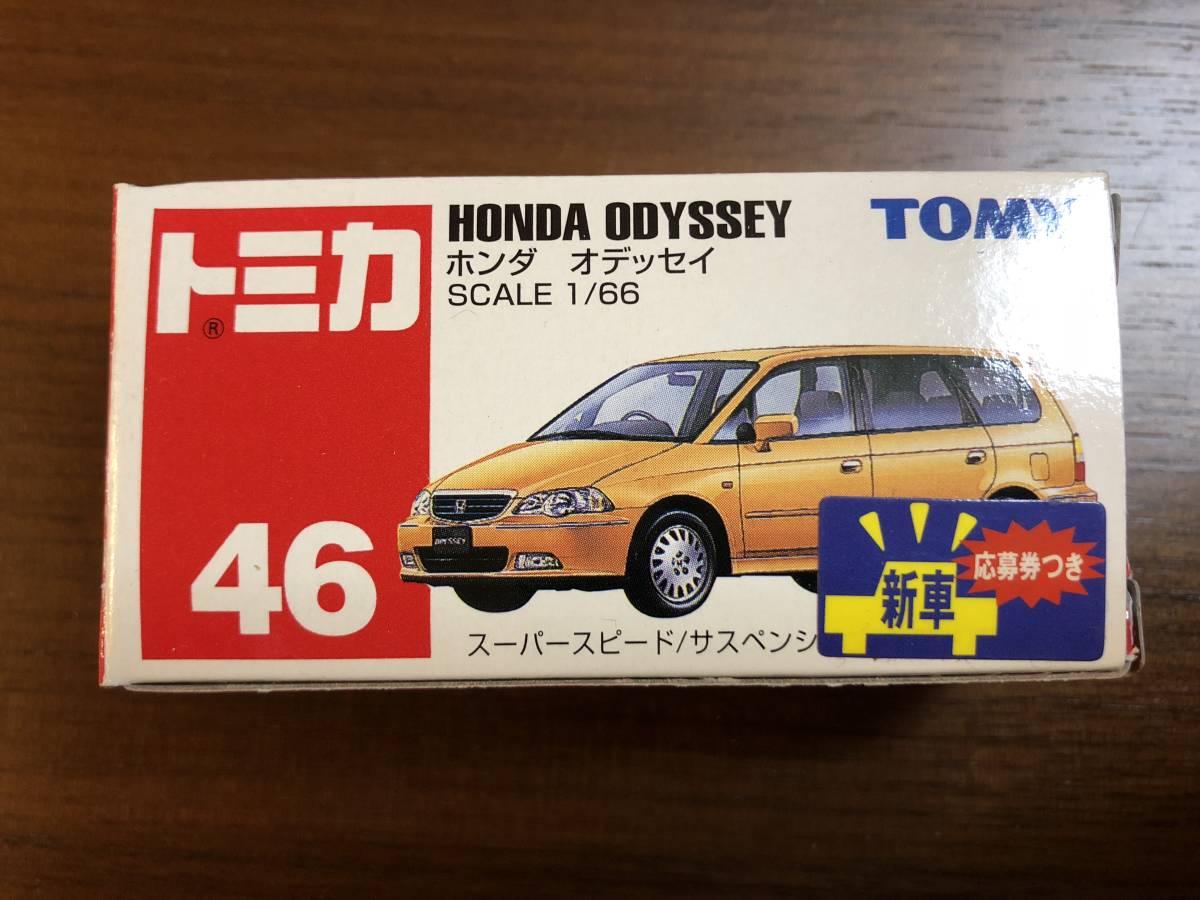 トミカ
®
46
HONDA ODYSSEY
ホンダ オデッセイ
SCALE 1/66
TOMY
ODYSSEY
スーパースピード/サスペンシ
新車
応募券つき